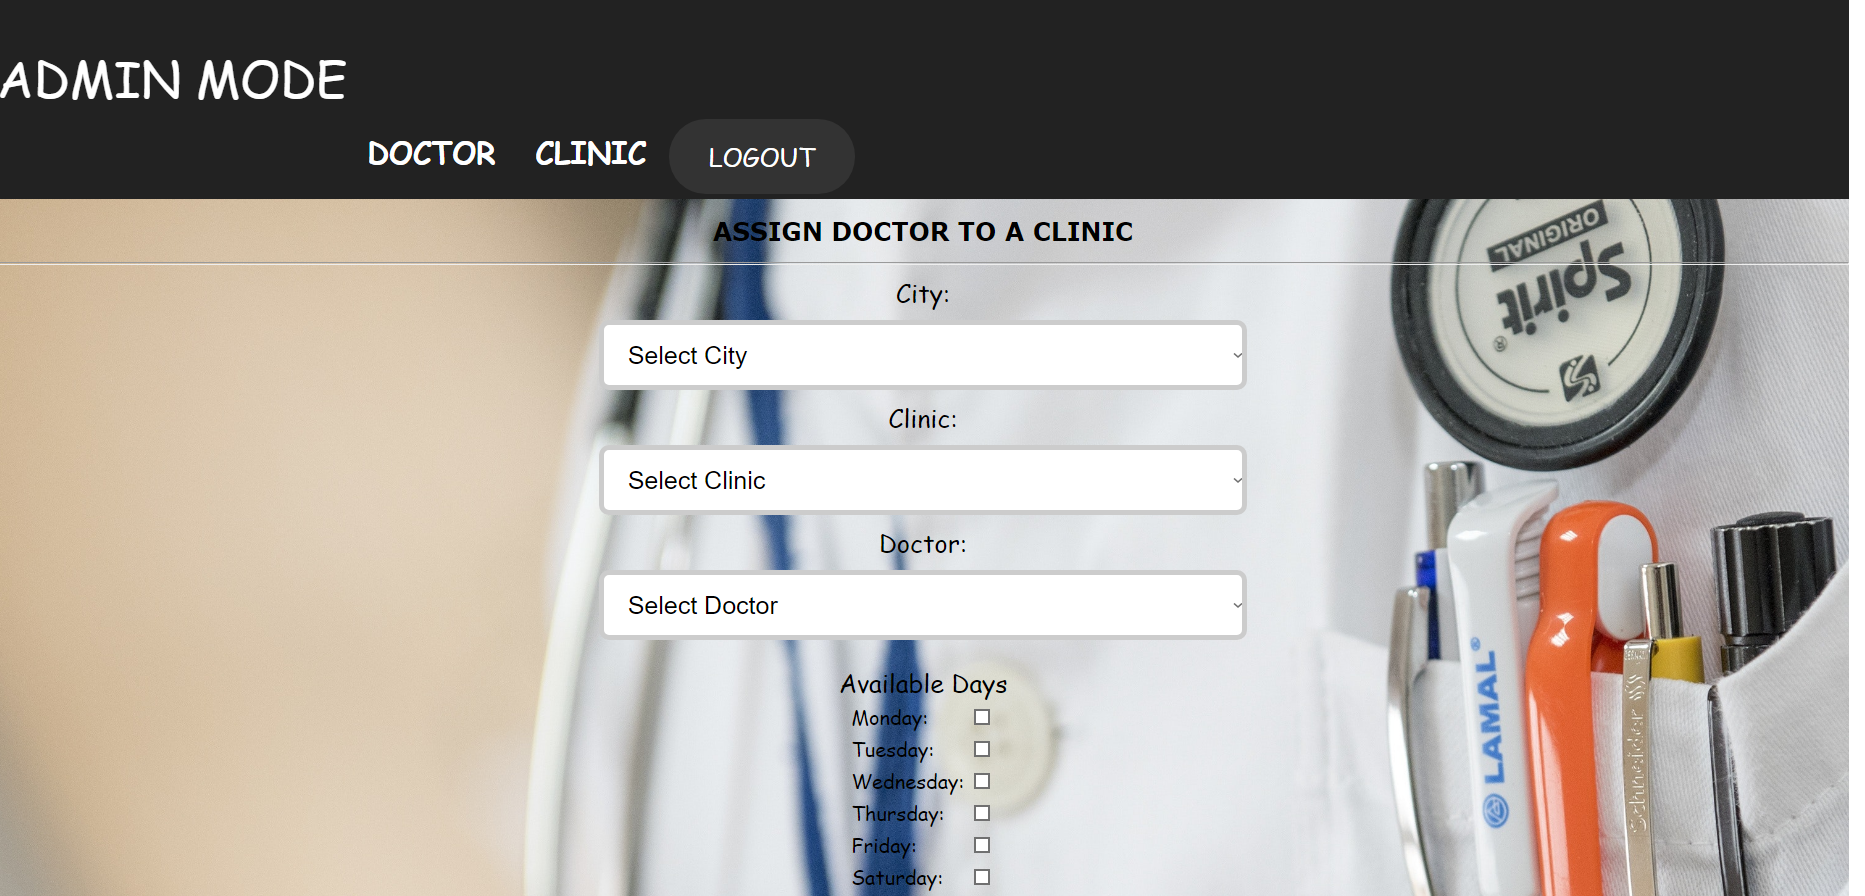 ADMIN MODE
DOCTOR CLINIC LOGOUT
ASSIGN DOCTOR TO A CLINIC
City:
Select City
Clinic:
Select Clinic
Doctor:
Select Doctor
Available Days
Monday:
Tuesday:
Wednesday:
Thursday:
Friday:
Saturday:
ORIGINAL
Spirit®
LAMAL®
Schneider